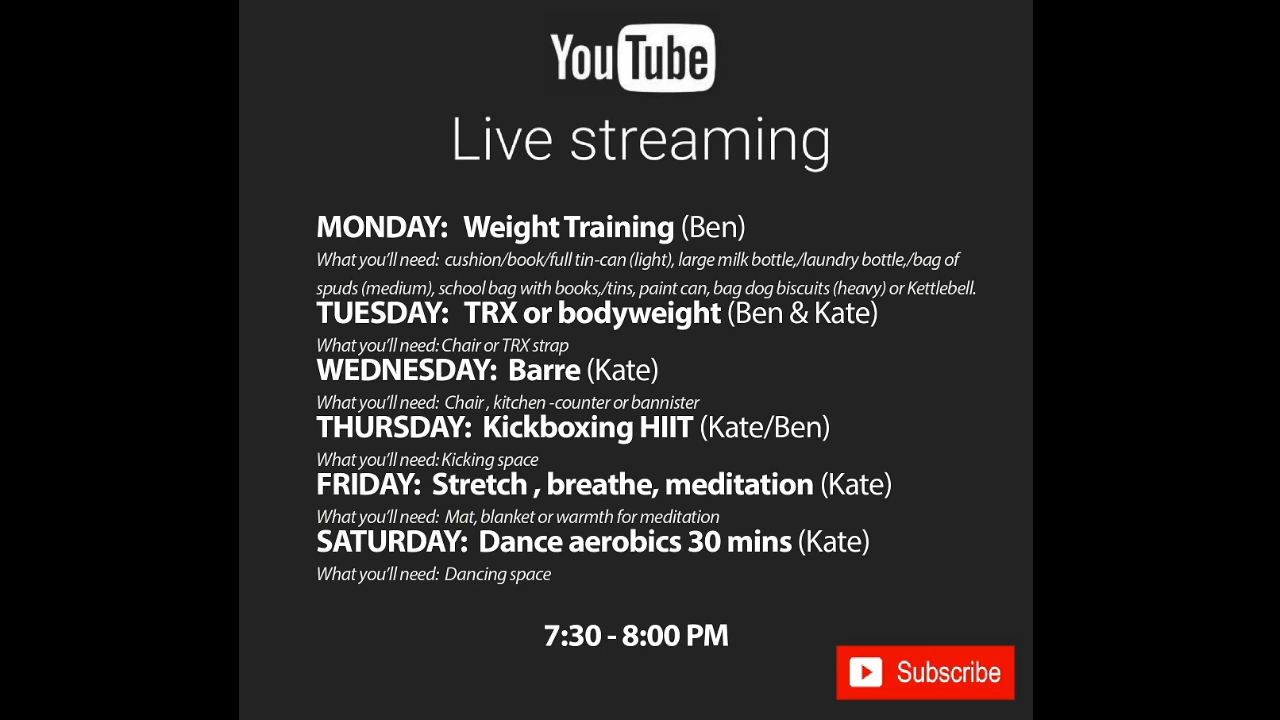 YouTube
Live streaming
MONDAY: Weight Training (Ben)
What you'll need: cushion/book/full tin-can (light), large milk bottle,/laundry bottle,/bag of
spuds (medium), school bag with books,/tins, paint can, bag dog biscuits (heavy) or Kettlebell.
TUESDAY: TRX or bodyweight (Ben & Kate)
What you'll need: Chair or TRX strap
WEDNESDAY: Barre (Kate)
What you'll need: Chair , kitchen -counter or bannister
THURSDAY: Kickboxing HIIT (Kate/Ben)
What you'll need: Kicking space
FRIDAY: Stretch , breathe, meditation (Kate)
What you'll need: Mat, blanket or warmth for meditation
SATURDAY: Dance aerobics 30 mins (Kate)
What you'll need: Dancing space
7:30 - 8:00 PM
Subscribe